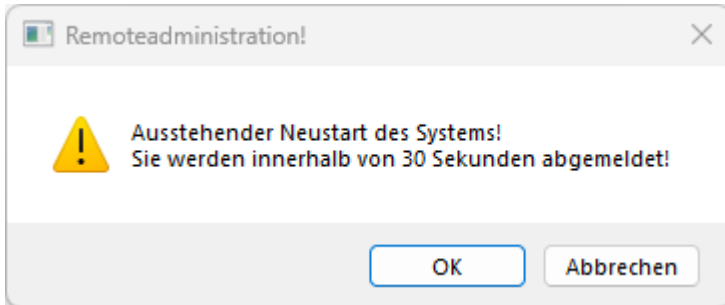 Remoteadministration!
Ausstehender Neustart des Systems!
Sie werden innerhalb von 30 Sekunden abgemeldet!
OK
Abbrechen